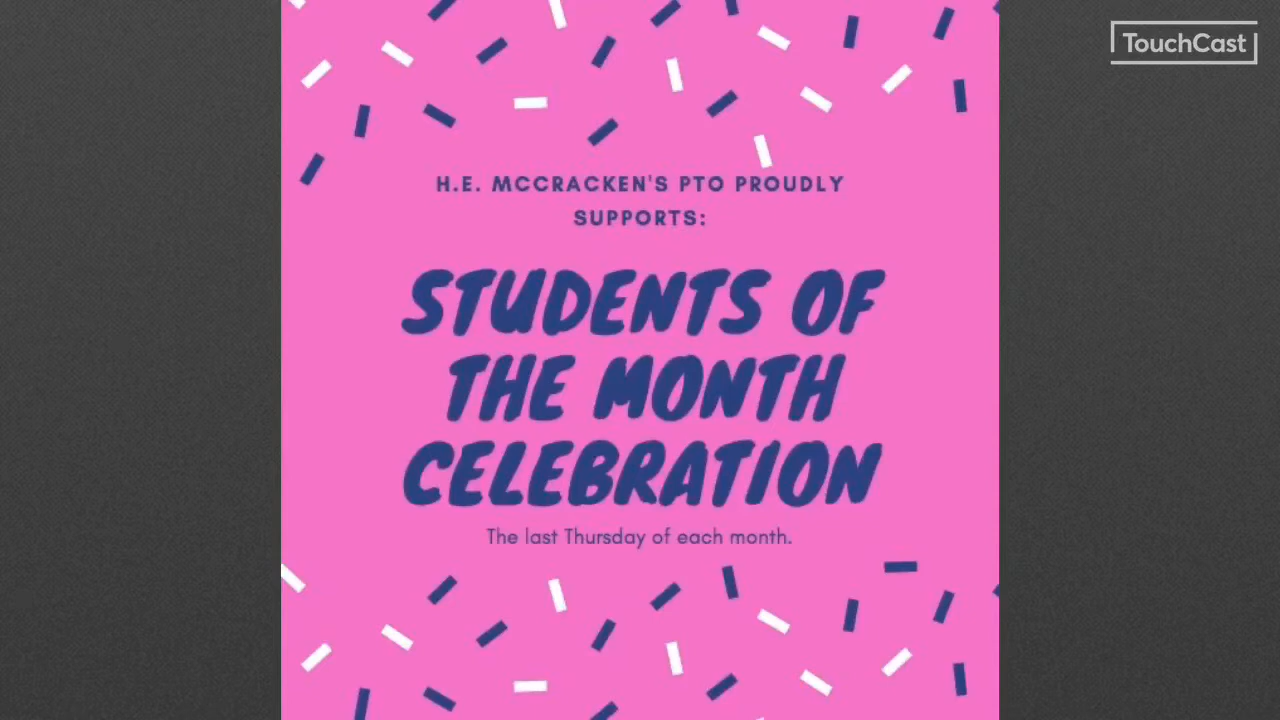 TouchCast
H.E. MCCRACKEN'S PTO PROUDLY
SUPPORTS:
STUDENTS OF
THE MONTH
CELEBRATION
The last Thursday of each month.